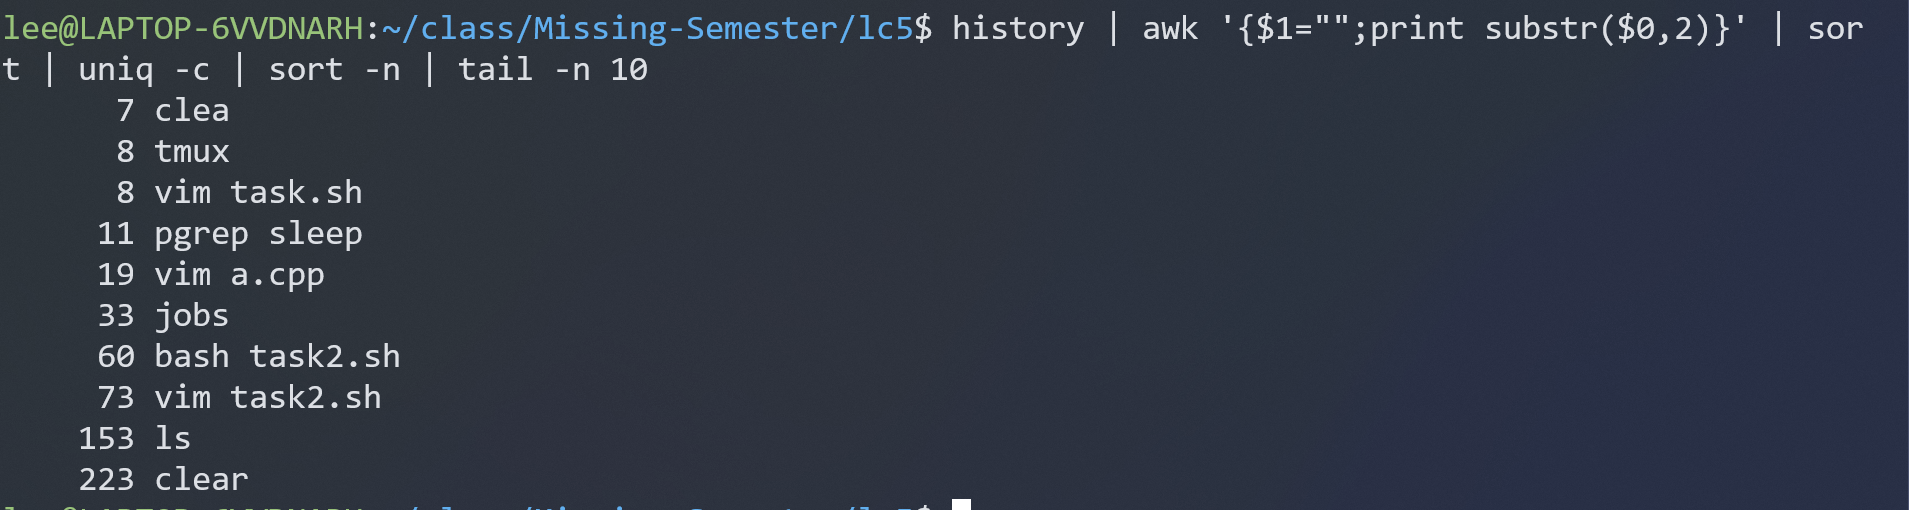 lee@LAPTOP-6VVDNARH:~/class/Missing-Semester/lc5$ history | awk '{$1="";print substr($0,2)}' | sor
t | uniq -c | sort -n | tail -n 10
7 clea
8 tmux
8 vim task.sh
11 pgrep sleep
19 vim a.cpp
33 jobs
60 bash task2.sh
73 vim task2.sh
153 ls
223 clear